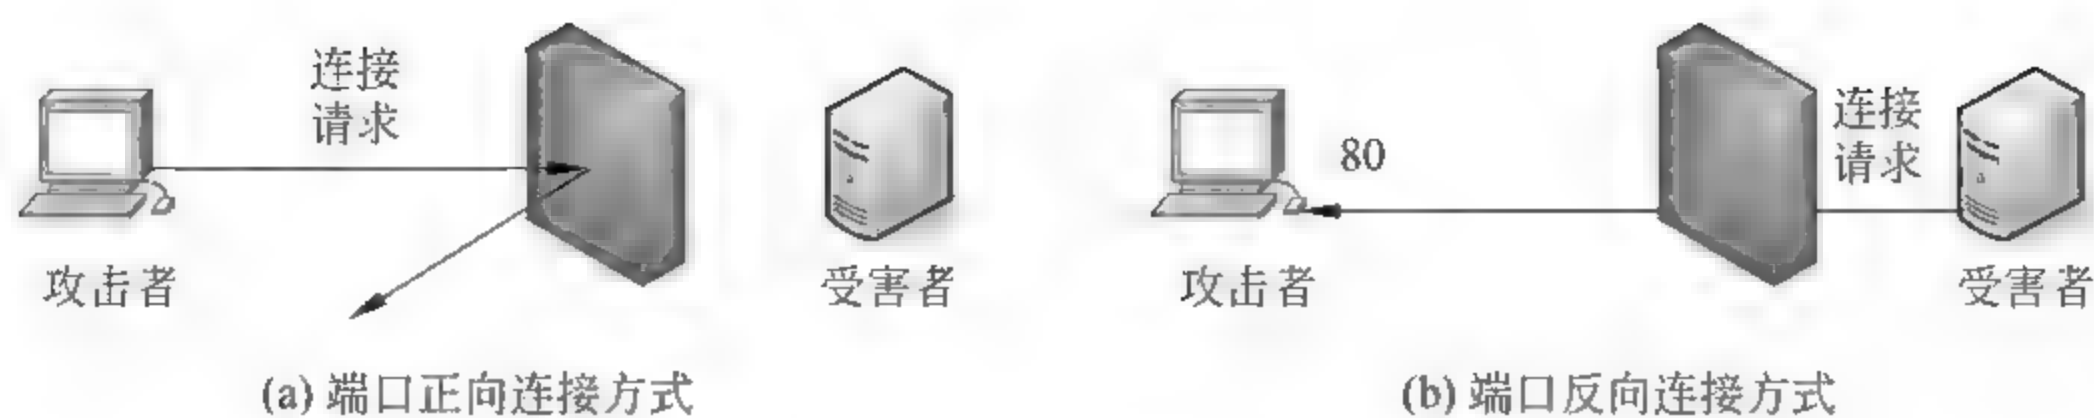 连接
请求
攻击者
受害者
(a) 端口正向连接方式
80
连接
请求
攻击者
受害者
(b) 端口反向连接方式